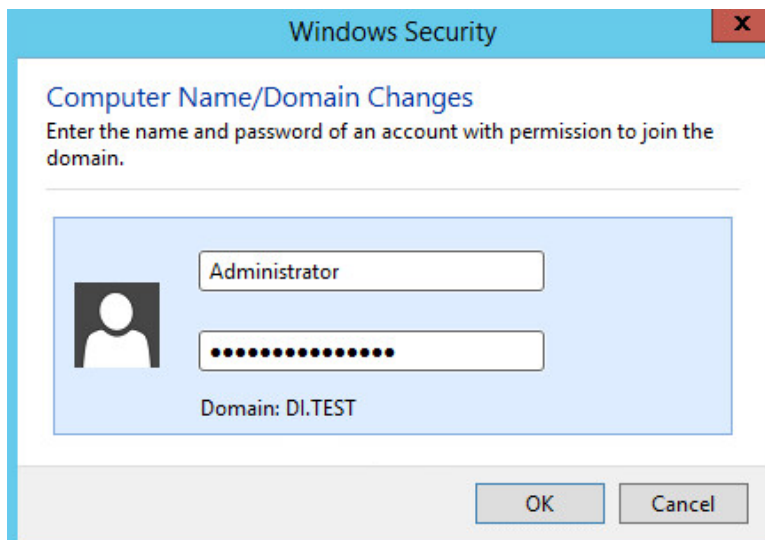 Windows Security
x
Computer Name/Domain Changes
Enter the name and password of an account with permission to join the
domain.
Administrator
●●●●●●●●●●●●●●●
Domain: DI.TEST
OK
Cancel